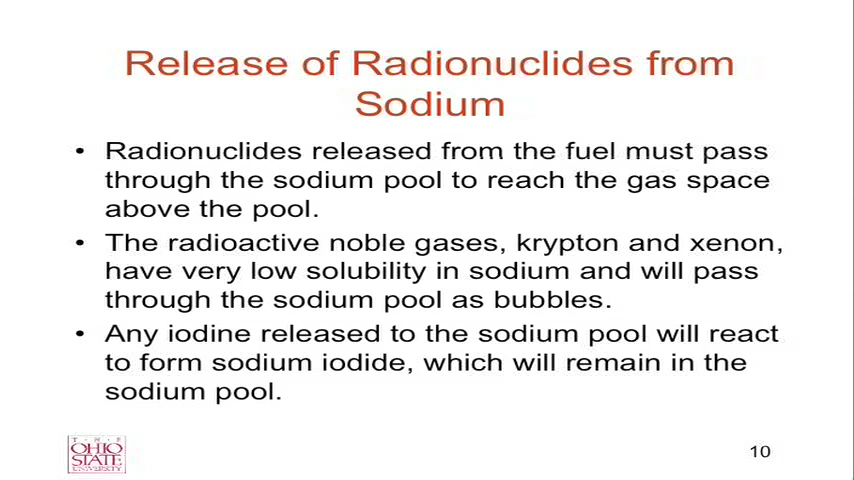 Release of Radionuclides from
Sodium
• Radionuclides released from the fuel must pass
through the sodium pool to reach the gas space
above the pool.
• The radioactive noble gases, krypton and xenon,
have very low solubility in sodium and will pass
through the sodium pool as bubbles.
• Any iodine released to the sodium pool will react
to form sodium iodide, which will remain in the
sodium pool.
T · H · E
OHIO
STATE
UNIVERSITY
10